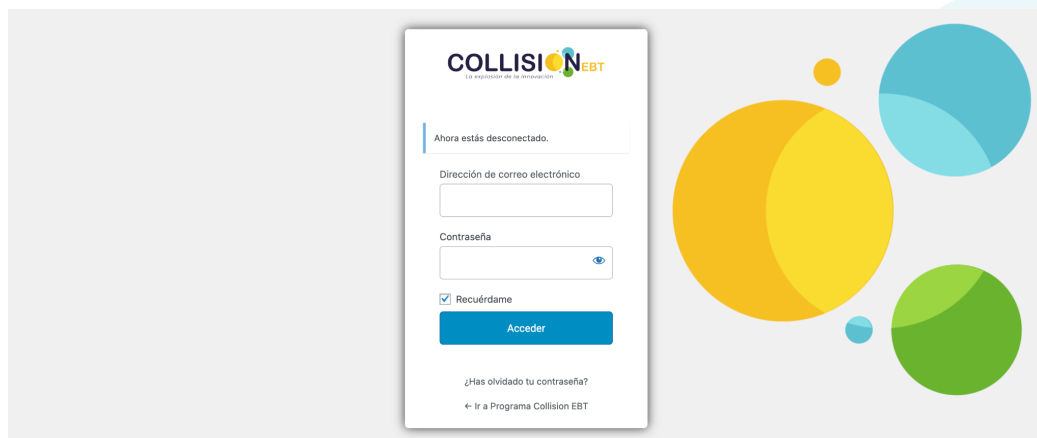 COLLISION EBT
La explosión de la innovación
Ahora estás desconectado.
Dirección de correo electrónico
Contraseña
Recuérdame
Acceder
¿Has olvidado tu contraseña?
← Ir a Programa Collision EBT